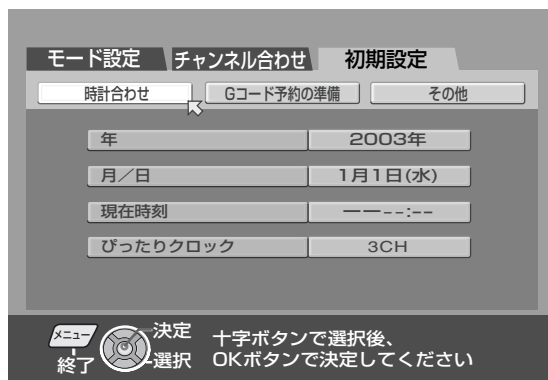 モード設定 チャンネル合わせ 初期設定
時計合わせ Gコード予約の準備 その他
年 2003年
月／日 1月1日(水)
現在時刻 ーー--:--
ぴったりクロック 3CH
メニュー 決定 十字ボタンで選択後、
終了 選択 OKボタンで決定してください